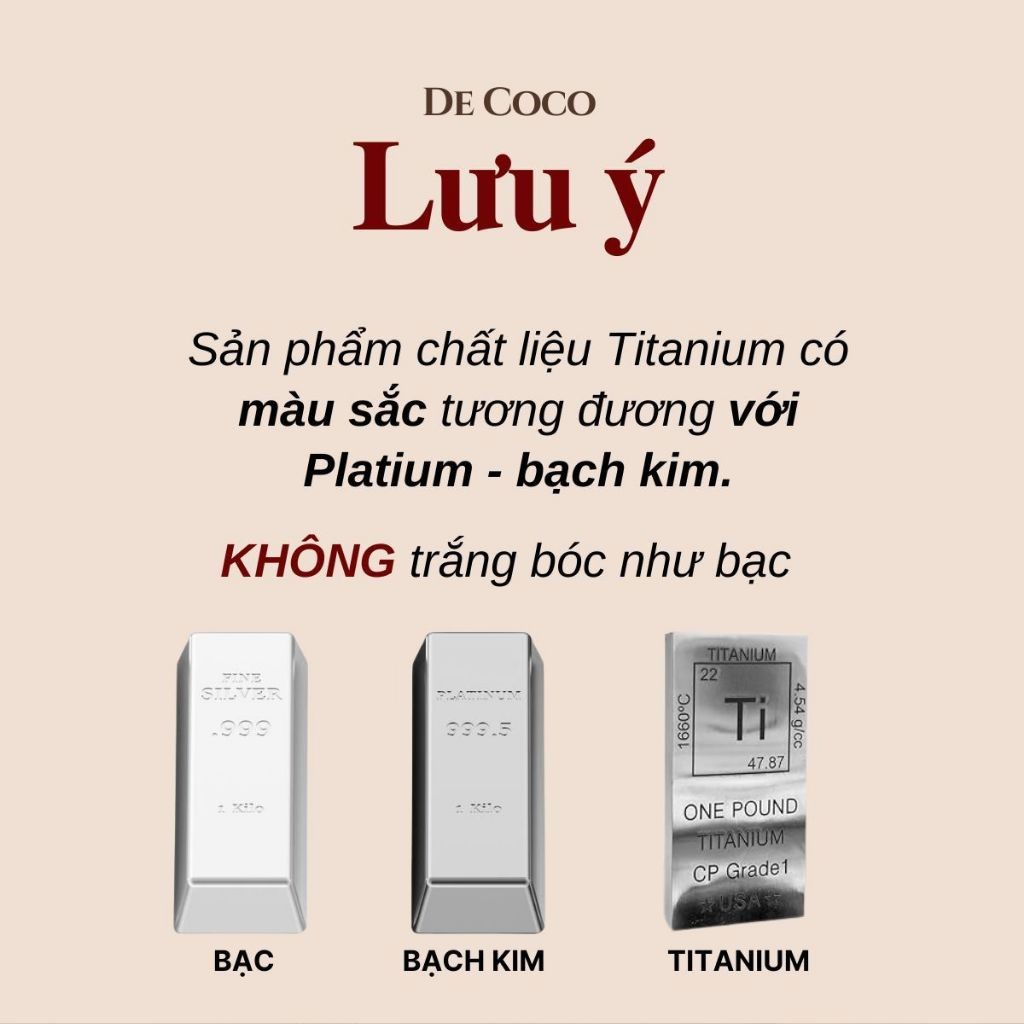 DE COCO
Lưu ý
Sản phẩm chất liệu Titanium có
màu sắc tương đương với
Platium - bạch kim.
KHÔNG trắng bóc như bạc
FINE
SILVER
.999
1 Kilo
BẠC
PLATINUM
999.5
1 Kilo
BẠCH KIM
TITANIUM
22
Ti
47.87
1660°C
4.54 g/cc
ONE POUND
TITANIUM
CP Grade1
☆USA☆
TITANIUM